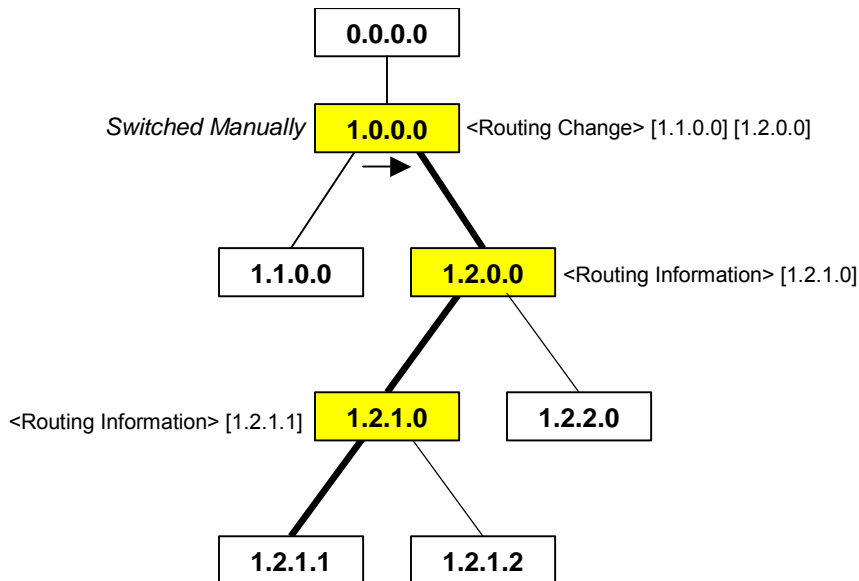 0.0.0.0
Switched Manually 1.0.0.0 <Routing Change> [1.1.0.0] [1.2.0.0]
1.1.0.0 1.2.0.0 <Routing Information> [1.2.1.0]
<Routing Information> [1.2.1.1] 1.2.1.0 1.2.2.0
1.2.1.1 1.2.1.2